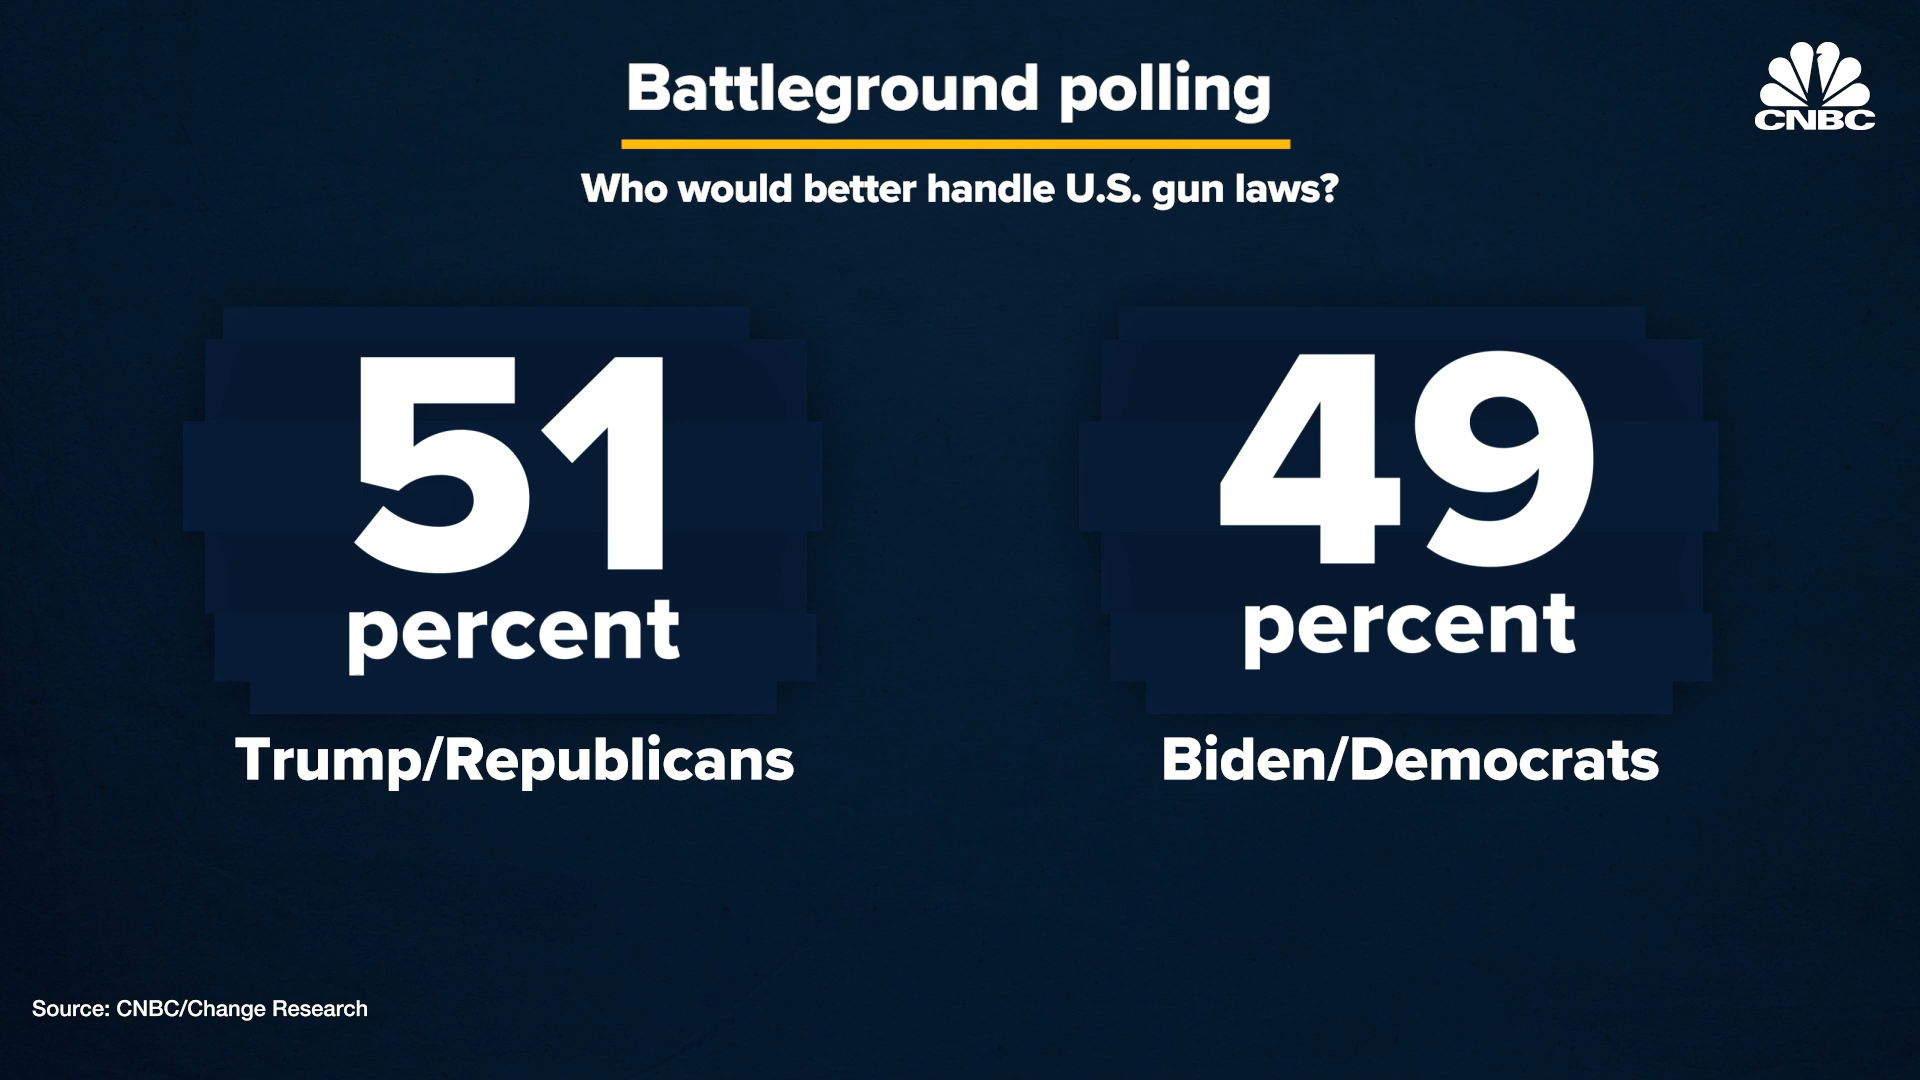 Battleground polling
CNBC
Who would better handle U.S. gun laws?
51
percent
Trump/Republicans
49
percent
Biden/Democrats
Source: CNBC/Change Research